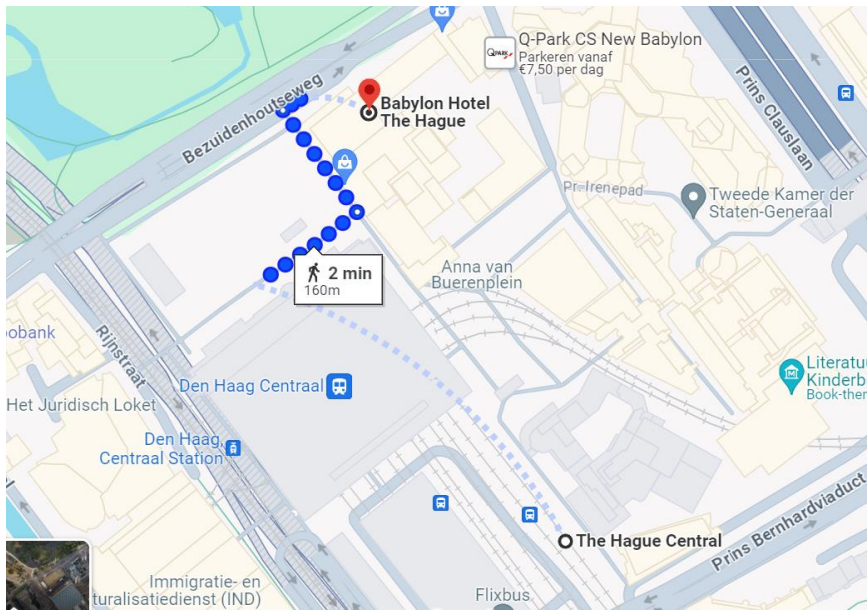 Q-Park CS New Babylon
Q-PARK
Parkeren vanaf
€7,50 per dag
Bezuidenhoutseweg
Babylon Hotel
The Hague
Prins Clauslaan
Pr. Irenepad
Tweede Kamer der
Staten-Generaal
2 min
160m
Anna van
Buerenplein
obank
Rijnstraat
Den Haag Centraal
Literatuu
Kinderb
Book-ther
Het Juridisch Loket
Den Haag,
Centraal Station
The Hague Central
Prins Bernhardviaduct
Immigratie- en
turalisatiedienst (IND)
Flixbus